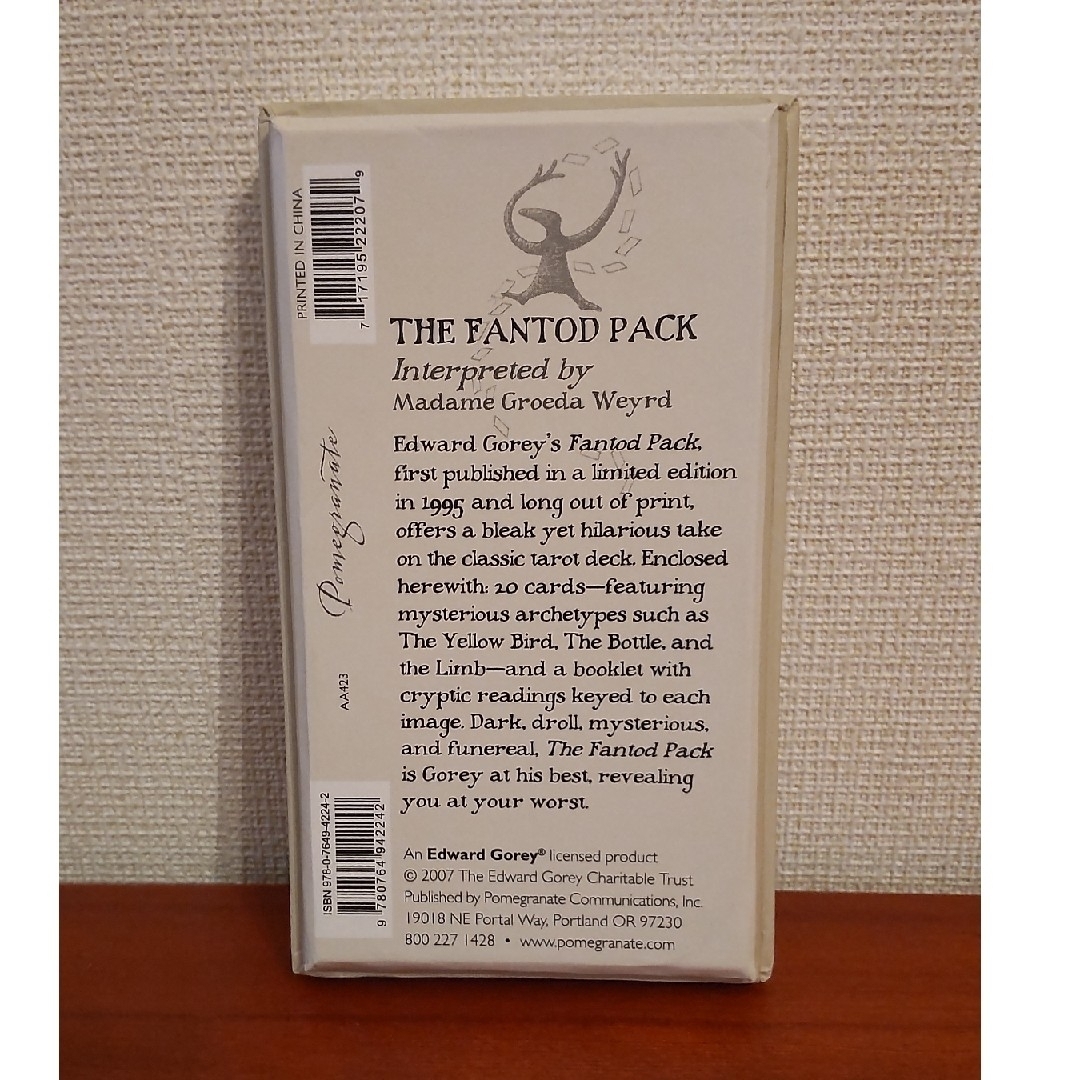 PRINTED IN CHINA
7 17195 22207 9
THE FANTOD PACK
Interpreted by
Madame Groeda Weyrd
Edward Gorey's Fantod Pack,
first published in a limited edition
in 1995 and long out of print,
offers a bleak yet hilarious take
on the classic tarot deck. Enclosed
herewith: 20 cards—featuring
mysterious archetypes such as
The Yellow Bird, The Bottle, and
the Limb—and a booklet with
cryptic readings keyed to each
image. Dark, droll, mysterious,
and funereal, The Fantod Pack
is Gorey at his best, revealing
you at your worst.
Pomegranate
AA423
ISBN 978-0-7649-4224-2
9 780764 942242
An Edward Gorey® licensed product
© 2007 The Edward Gorey Charitable Trust
Published by Pomegranate Communications, Inc.
19018 NE Portal Way, Portland OR 97230
800 227 1428 • www.pomegranate.com